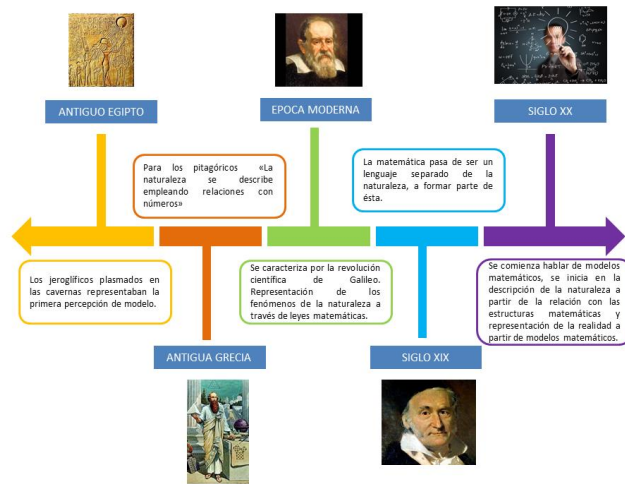 ANTIGUO EGIPTO
EPOCA MODERNA
SIGLO XX
Para los pitagóricos «La
naturaleza se describe
empleando relaciones con
números»
La matemática pasa de ser un
lenguaje separado de la
naturaleza, a formar parte de
ésta.
Los jeroglíficos plasmados en
las cavernas representaban la
primera percepción de modelo.
Se caracteriza por la revolución
científica de Galileo.
Representación de los
fenómenos de la naturaleza a
través de leyes matemáticas.
Se comienza hablar de modelos
matemáticos, se inicia en la
descripción de la naturaleza a
partir de la relación con las
estructuras matemáticas y
representación de la realidad a
partir de modelos matemáticos.
ANTIGUA GRECIA
SIGLO XIX